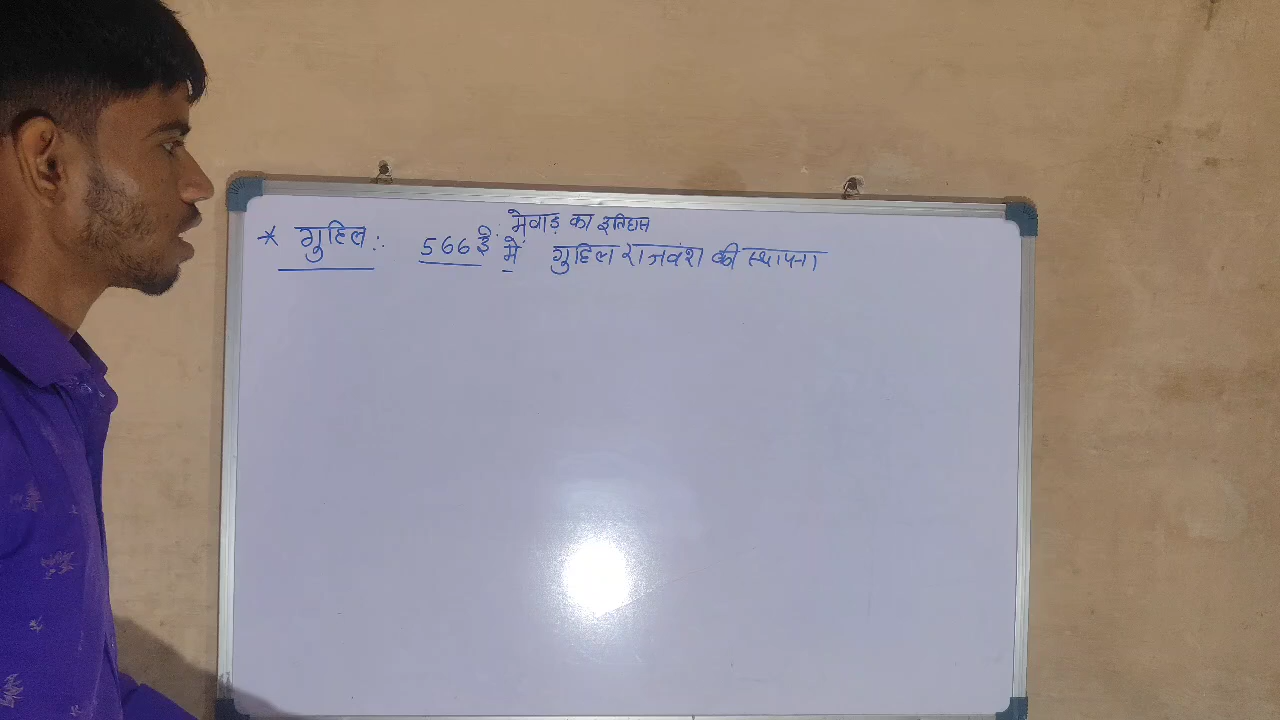 मेवाड़ का इतिहास
* गुहिल :. 566 ई. में गुहिल राजवंश की स्थापना